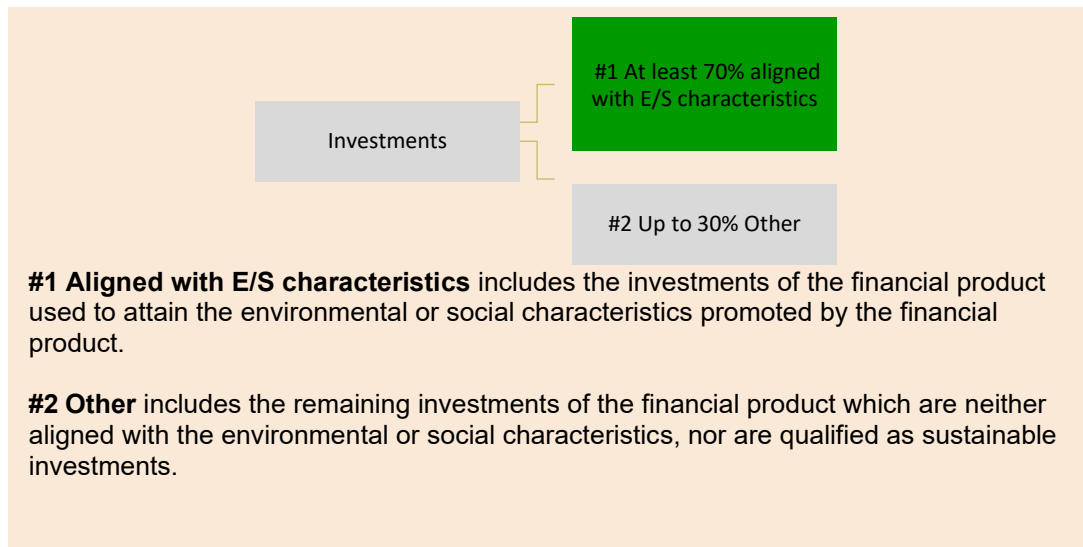 #1 At least 70% aligned
with E/S characteristics
Investments
#2 Up to 30% Other
#1 Aligned with E/S characteristics includes the investments of the financial product
used to attain the environmental or social characteristics promoted by the financial
product.
#2 Other includes the remaining investments of the financial product which are neither
aligned with the environmental or social characteristics, nor are qualified as sustainable
investments.